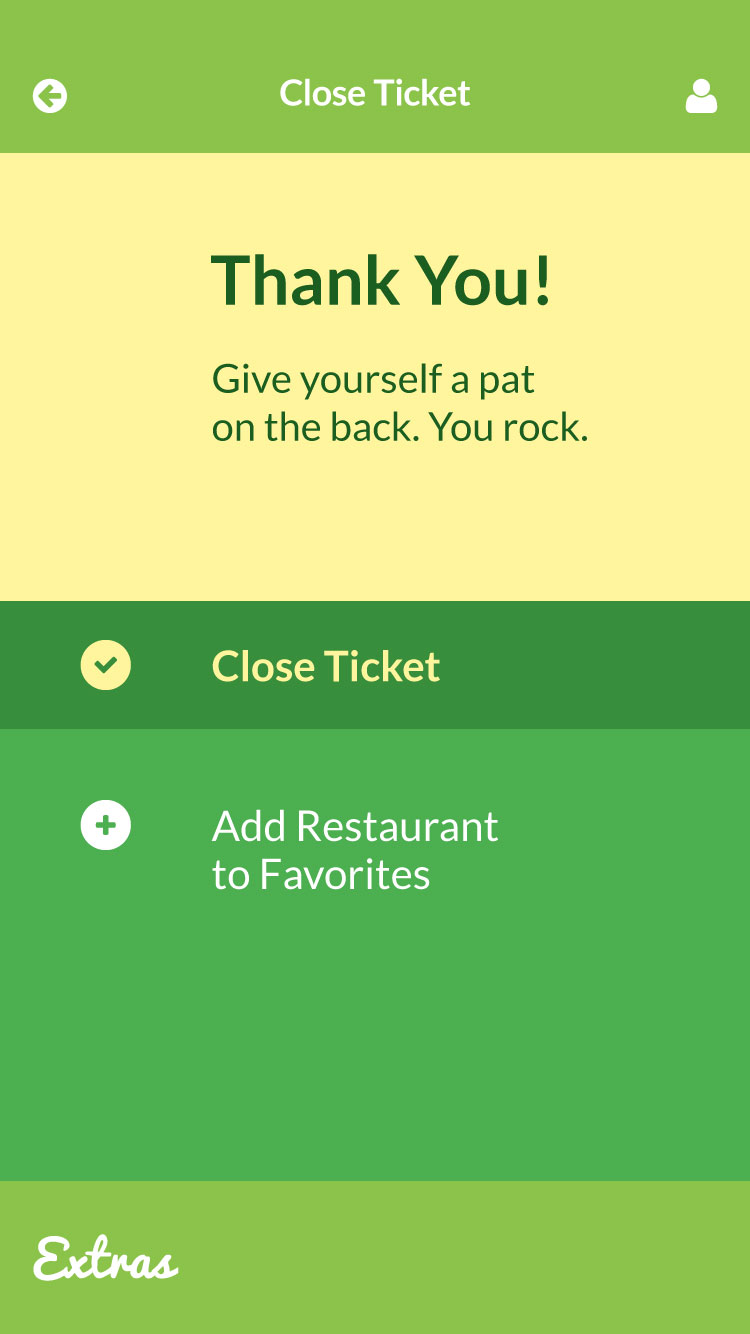 Close Ticket
Thank You!
Give yourself a pat
on the back. You rock.
Close Ticket
Add Restaurant
to Favorites
Extras